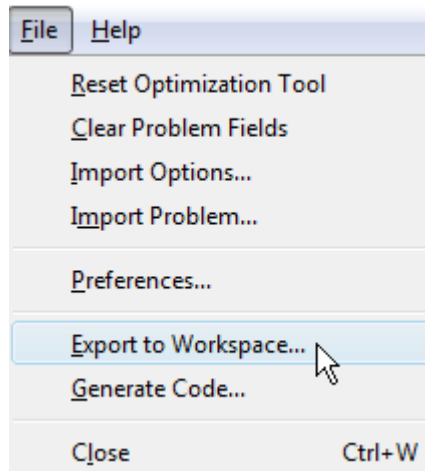 File Help
Reset Optimization Tool
Clear Problem Fields
Import Options...
Import Problem...
Preferences...
Export to Workspace...
Generate Code...
Close Ctrl+W